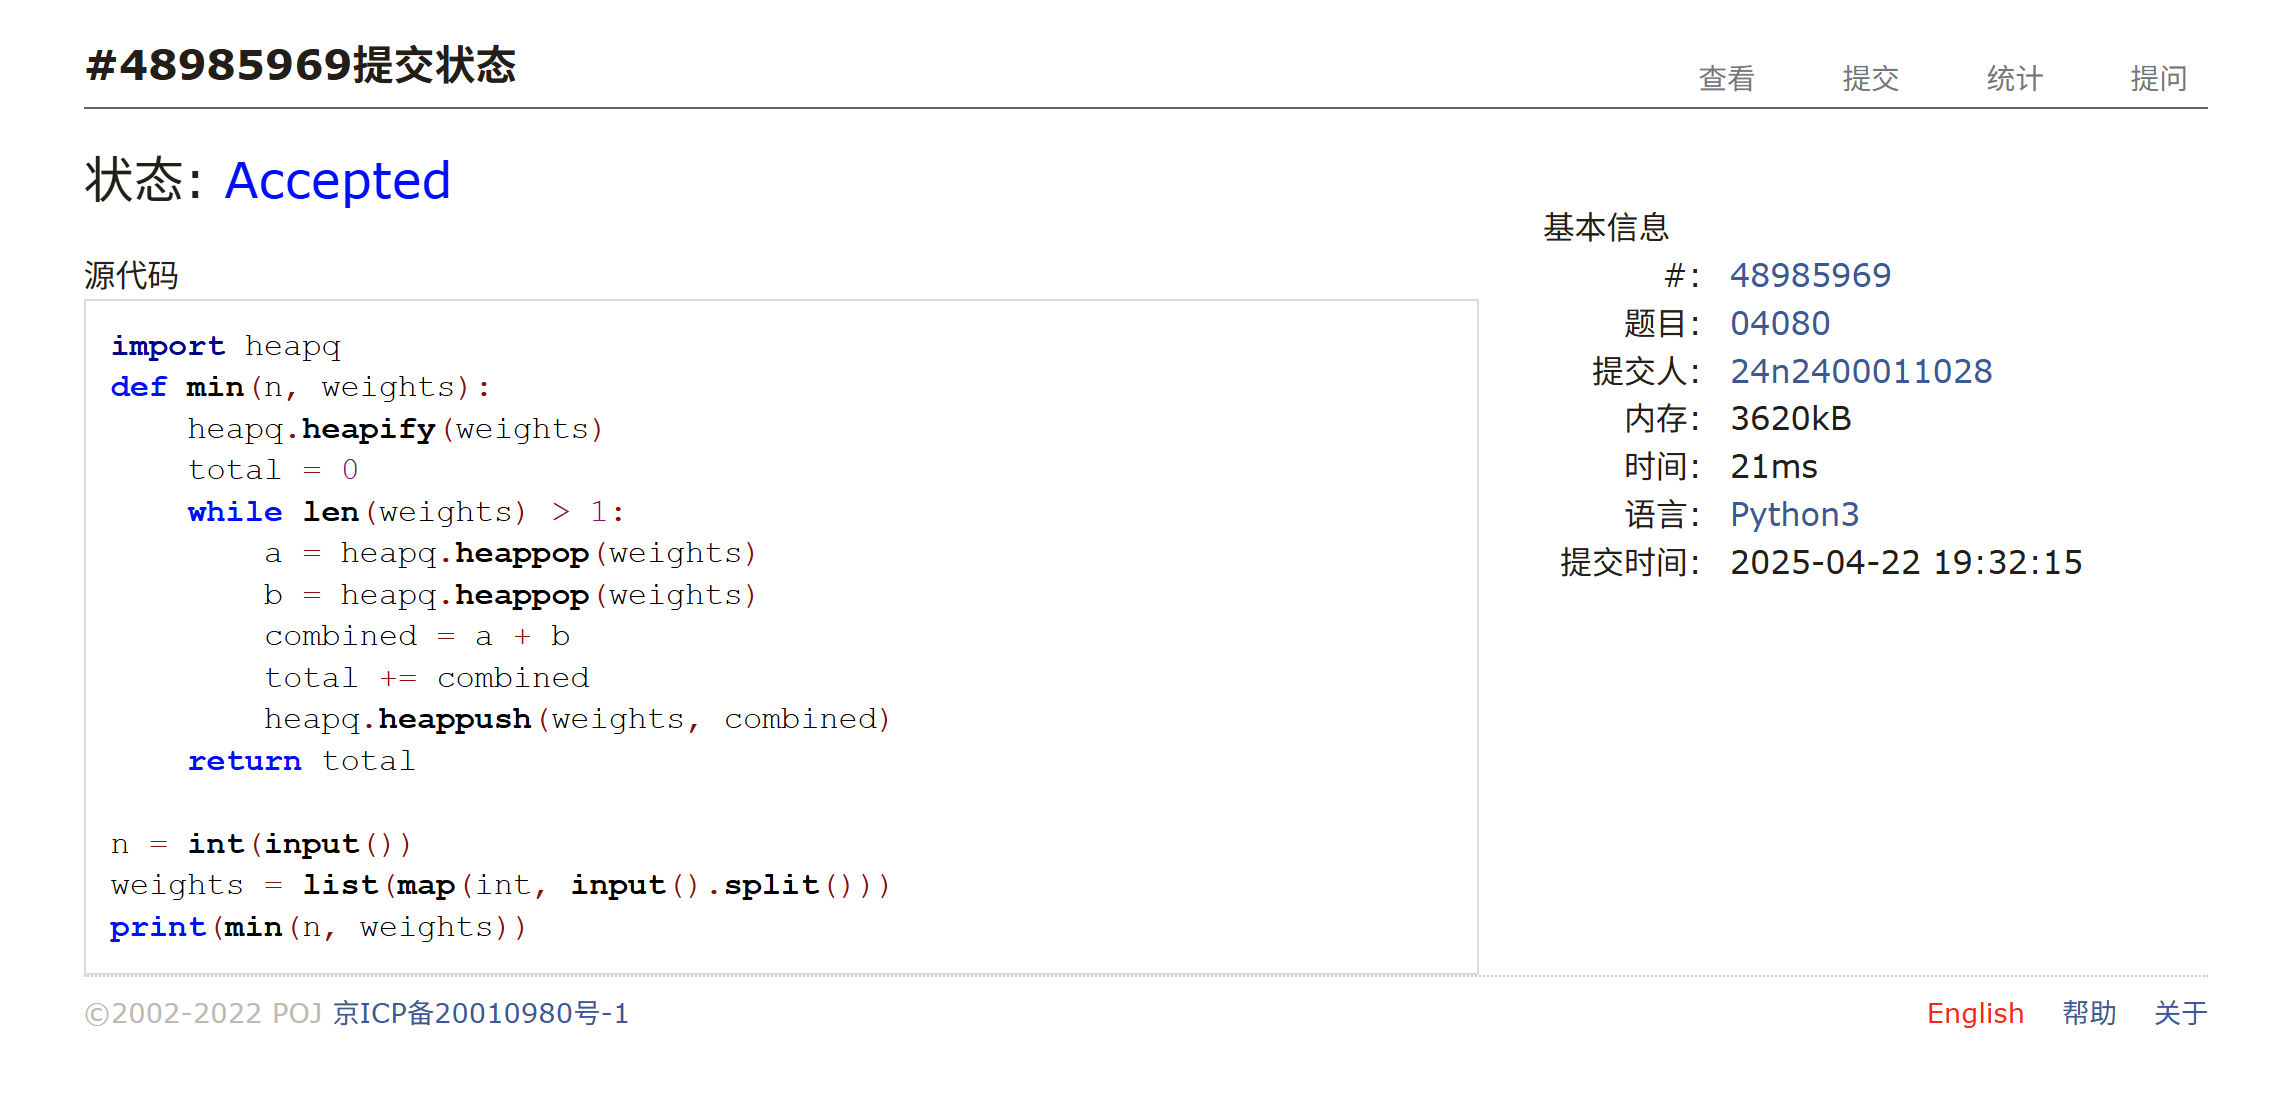 #48985969提交状态
查看 提交 统计 提问
状态: Accepted
源代码
import heapq
def min(n, weights):
    heapq.heapify(weights)
    total = 0
    while len(weights) > 1:
        a = heapq.heappop(weights)
        b = heapq.heappop(weights)
        combined = a + b
        total += combined
        heapq.heappush(weights, combined)
    return total

n = int(input())
weights = list(map(int, input().split()))
print(min(n, weights))
基本信息
#: 48985969
题目: 04080
提交人: 24n2400011028
内存: 3620kB
时间: 21ms
语言: Python3
提交时间: 2025-04-22 19:32:15
©2002-2022 POJ 京ICP备20010980号-1
English 帮助 关于